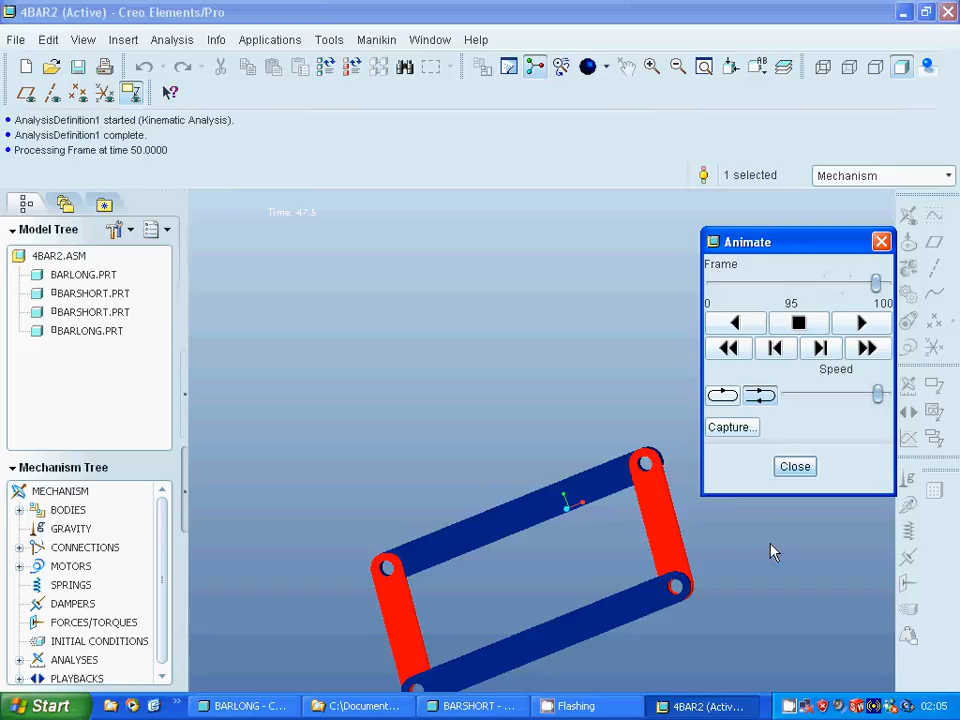 4BAR2 (Active) - Creo Elements/Pro
File Edit View Insert Analysis Info Applications Tools Manikin Window Help
AnalysisDefinition1 started (Kinematic Analysis).
AnalysisDefinition1 complete.
Processing Frame at time 50.0000
1 selected
Mechanism
Time: 47.5
Model Tree
4BAR2.ASM
BARLONG.PRT
BARSHORT.PRT
BARSHORT.PRT
BARLONG.PRT
Mechanism Tree
MECHANISM
BODIES
GRAVITY
CONNECTIONS
MOTORS
SPRINGS
DAMPERS
FORCES/TORQUES
INITIAL CONDITIONS
ANALYSES
PLAYBACKS
Animate
Frame
0 95 100
Speed
Capture...
Close
Start
BARLONG - C...
C:\Document...
BARSHORT - ...
Flashing
4BAR2 (Activ...
02:05